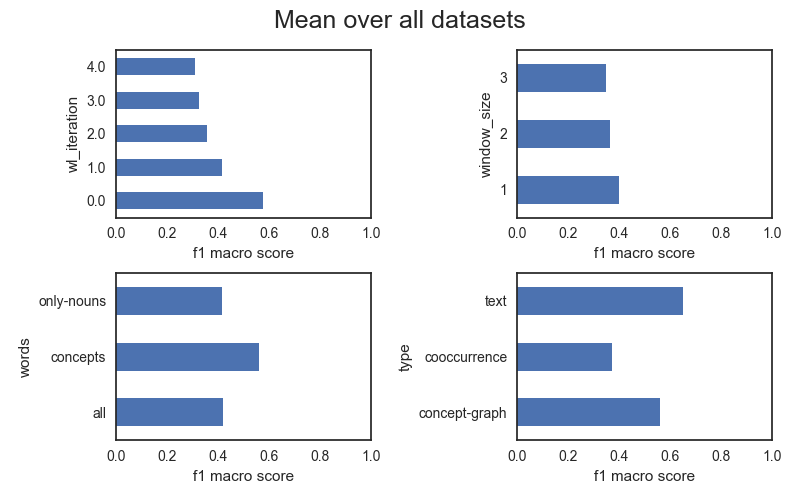 Mean over all datasets
wl_iteration
4.0
3.0
2.0
1.0
0.0
0.0 0.2 0.4 0.6 0.8 1.0
f1 macro score
window_size
3
2
1
0.0 0.2 0.4 0.6 0.8 1.0
f1 macro score
words
only-nouns
concepts
all
0.0 0.2 0.4 0.6 0.8 1.0
f1 macro score
type
text
cooccurrence
concept-graph
0.0 0.2 0.4 0.6 0.8 1.0
f1 macro score